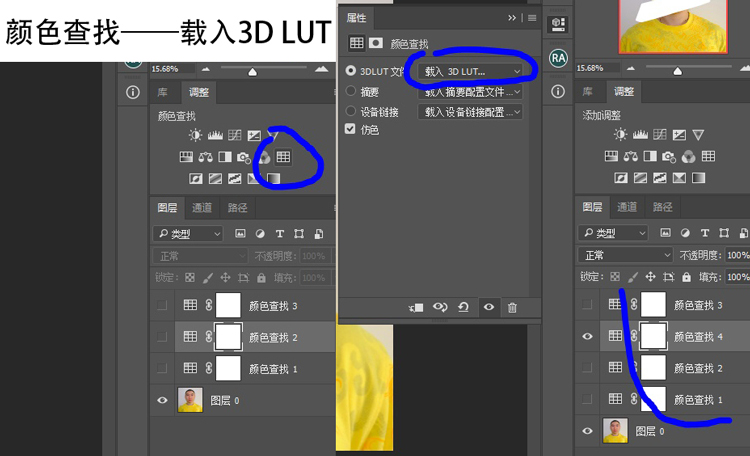 颜色查找——载入3D LUT
15.68%
库 调整
颜色查找
图层 通道 路径
类型
正常 不透明度: 100%
锁定: 填充: 100%
颜色查找 3
颜色查找 2
颜色查找 1
图层 0
属性
颜色查找
3DLUT 文件 载入 3D LUT...
摘要 载入摘要配置文件...
设备链接 载入设备链接配置...
仿色
RA
15.68%
库 调整
添加调整
图层 通道 路径
类型
正常 不透明度: 100%
锁定: 填充: 100%
颜色查找 3
颜色查找 4
颜色查找 2
颜色查找 1
图层 0